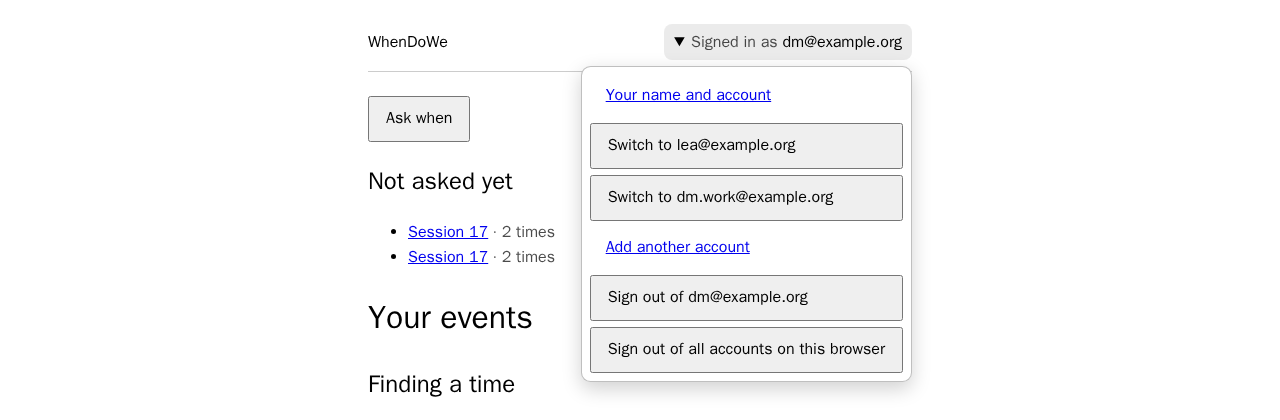 WhenDoWe
▼ Signed in as dm@example.org
Your name and account
Switch to lea@example.org
Switch to dm.work@example.org
Add another account
Sign out of dm@example.org
Sign out of all accounts on this browser
Ask when
Not asked yet
• Session 17 · 2 times
• Session 17 · 2 times
Your events
Finding a time